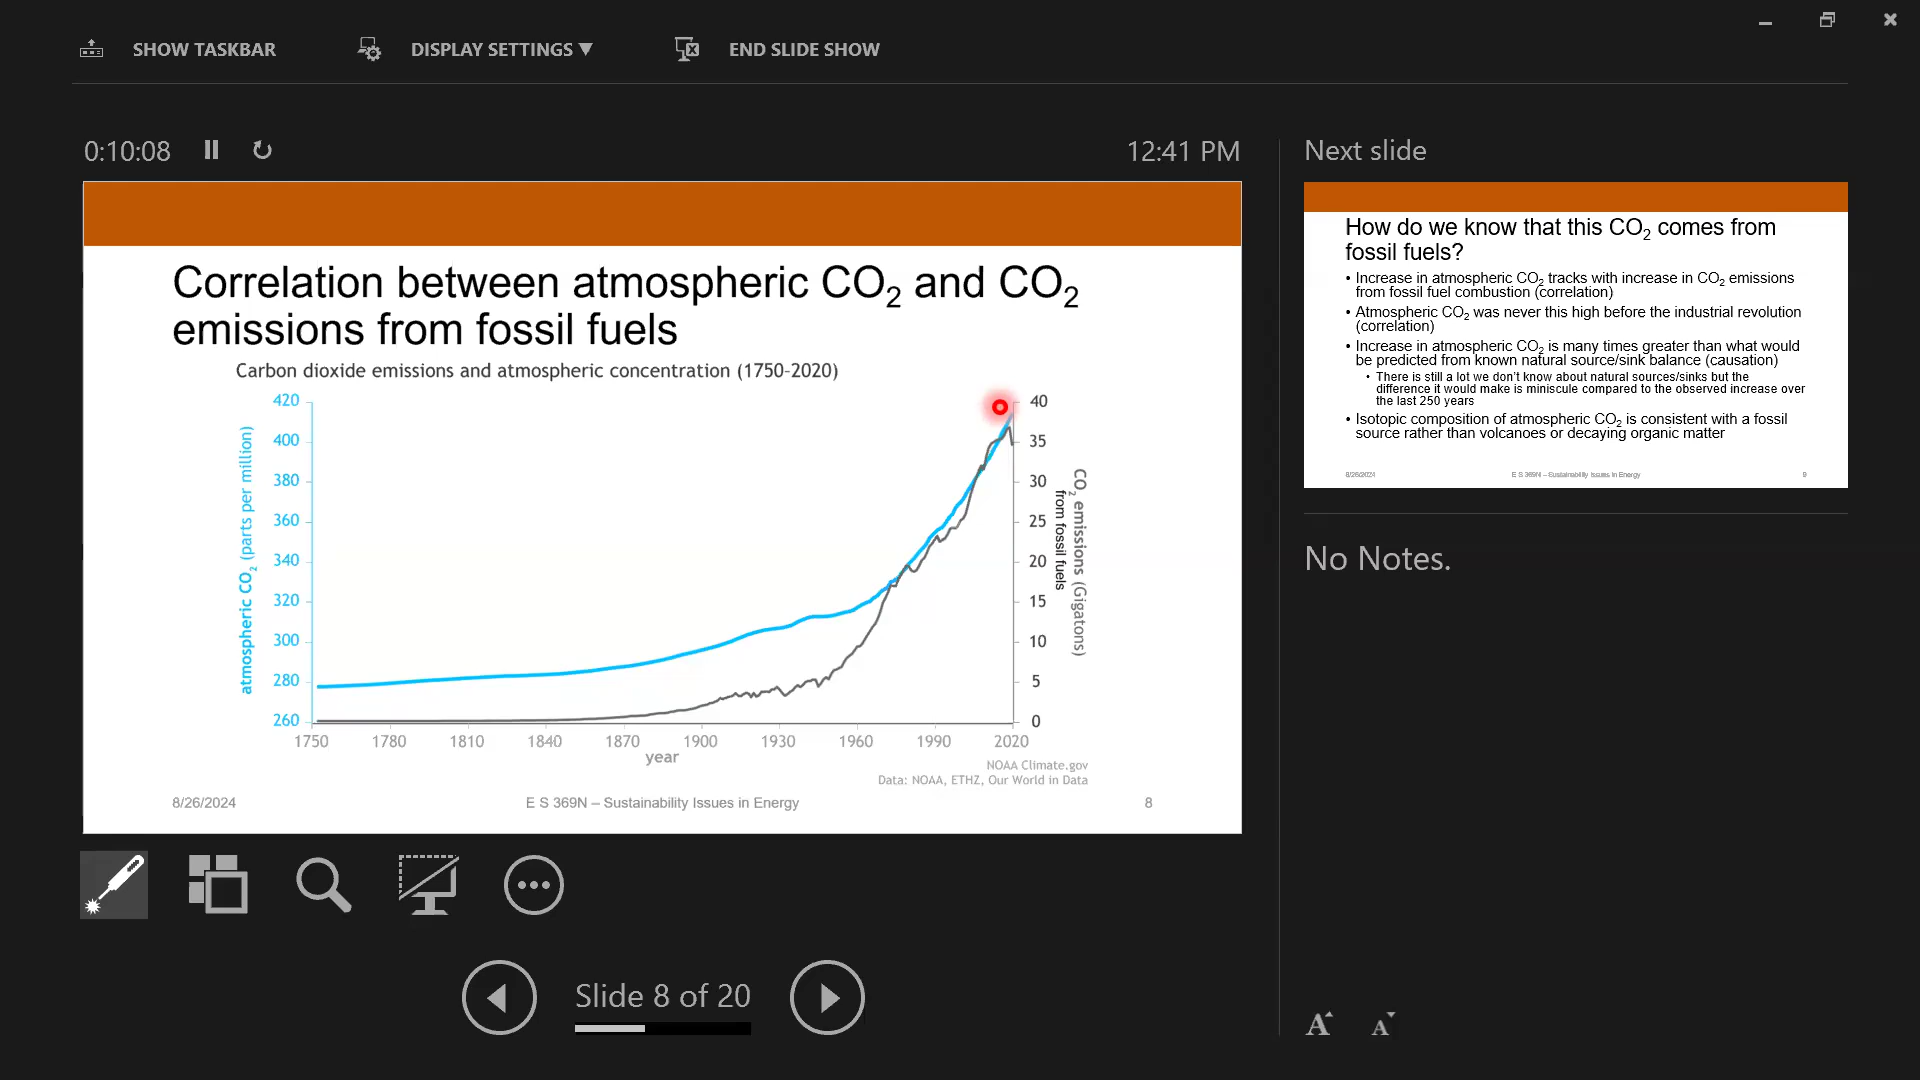 SHOW TASKBAR
DISPLAY SETTINGS ▼
END SLIDE SHOW
0:10:08
12:41 PM
Correlation between atmospheric CO₂ and CO₂
emissions from fossil fuels
Carbon dioxide emissions and atmospheric concentration (1750-2020)
atmospheric CO₂ (parts per million)
420
400
380
360
340
320
300
280
260
40
35
30
25
20
15
10
5
0
CO₂ emissions (Gigatons)
from fossil fuels
1750
1780
1810
1840
1870
1900
1930
1960
1990
2020
year
NOAA Climate.gov
Data: NOAA, ETHZ, Our World in Data
8/26/2024
E S 369N – Sustainability Issues in Energy
8
Slide 8 of 20
Next slide
How do we know that this CO₂ comes from
fossil fuels?
• Increase in atmospheric CO₂ tracks with increase in CO₂ emissions
from fossil fuel combustion (correlation)
• Atmospheric CO₂ was never this high before the industrial revolution
(correlation)
• Increase in atmospheric CO₂ is many times greater than what would
be predicted from known natural source/sink balance (causation)
• There is still a lot we don't know about natural sources/sinks but the
difference it would make is miniscule compared to the observed increase over
the last 250 years
• Isotopic composition of atmospheric CO₂ is consistent with a fossil
source rather than volcanoes or decaying organic matter
8/26/2024
E S 369N – Sustainability Issues in Energy
9
No Notes.
A
A